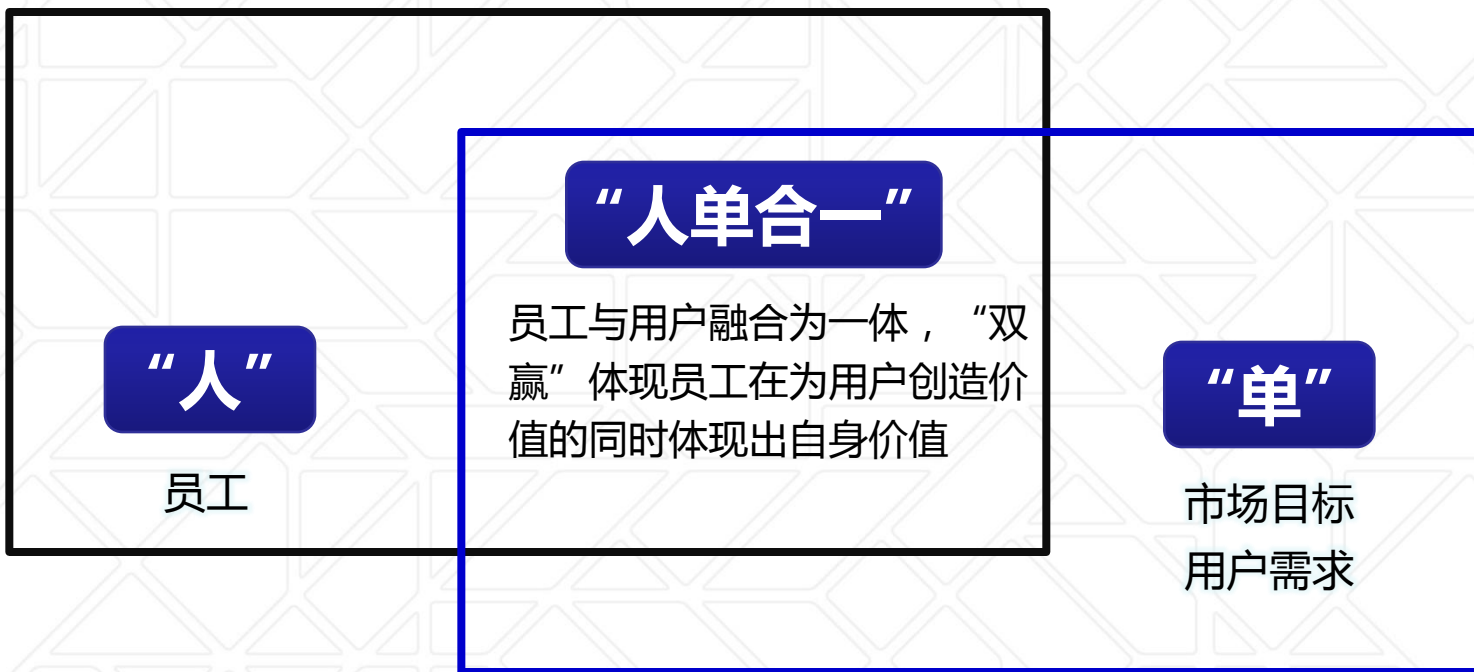 “人单合一”
员工与用户融合为一体，“双
赢”体现员工在为用户创造价
值的同时体现出自身价值
“人”
员工
“单”
市场目标
用户需求